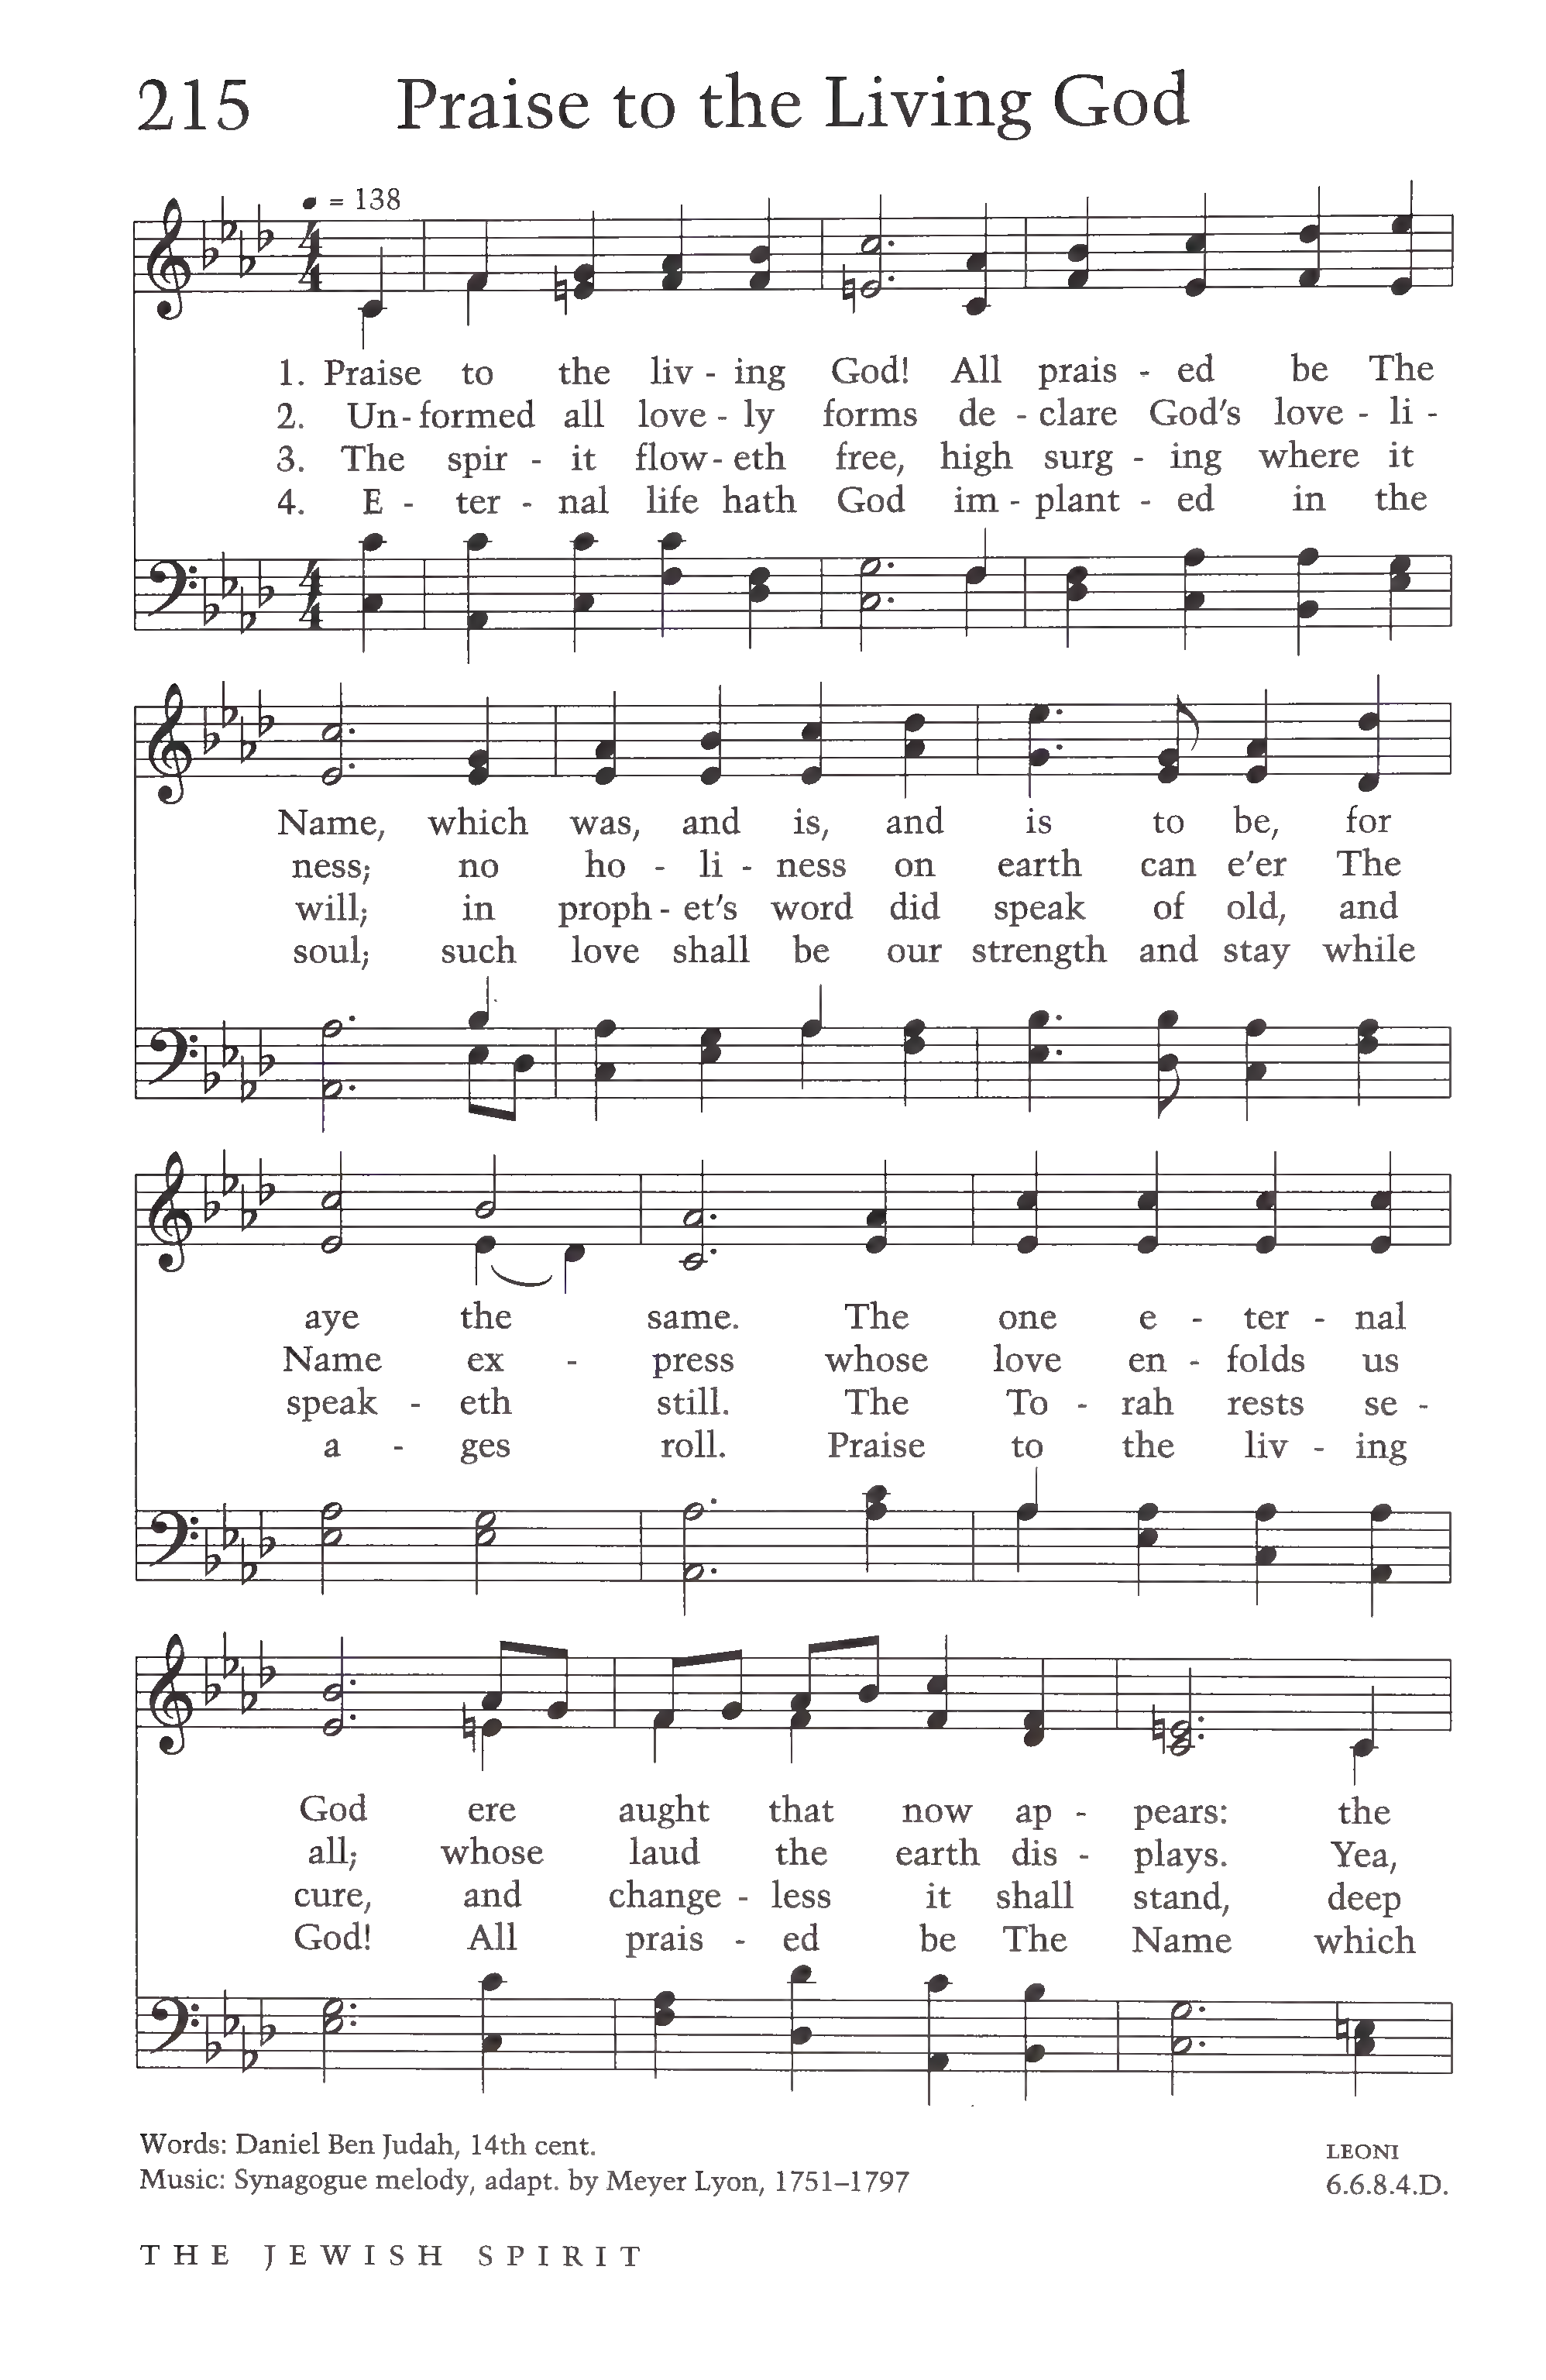 215 Praise to the Living God
= 138
1. Praise to the liv - ing God! All prais - ed be The
2. Un - formed all love - ly forms de - clare God's love - li -
3. The spir - it flow - eth free, high surg - ing where it
4. E - ter - nal life hath God im - plant - ed in the
Name, which was, and is, and is to be, for
ness; no ho - li - ness on earth can e'er The
will; in proph - et's word did speak of old, and
soul; such love shall be our strength and stay while
aye the same. The one e - ter - nal
Name ex - press whose love en - folds us
speak - eth still. The To - rah rests se -
a - ges roll. Praise to the liv - ing
God ere aught that now ap - pears: the
all; whose laud the earth dis - plays. Yea,
cure, and change - less it shall stand, deep
God! All prais - ed be The Name which
Words: Daniel Ben Judah, 14th cent.
Music: Synagogue melody, adapt. by Meyer Lyon, 1751–1797
LEONI
6.6.8.4.D.
THE JEWISH SPIRIT